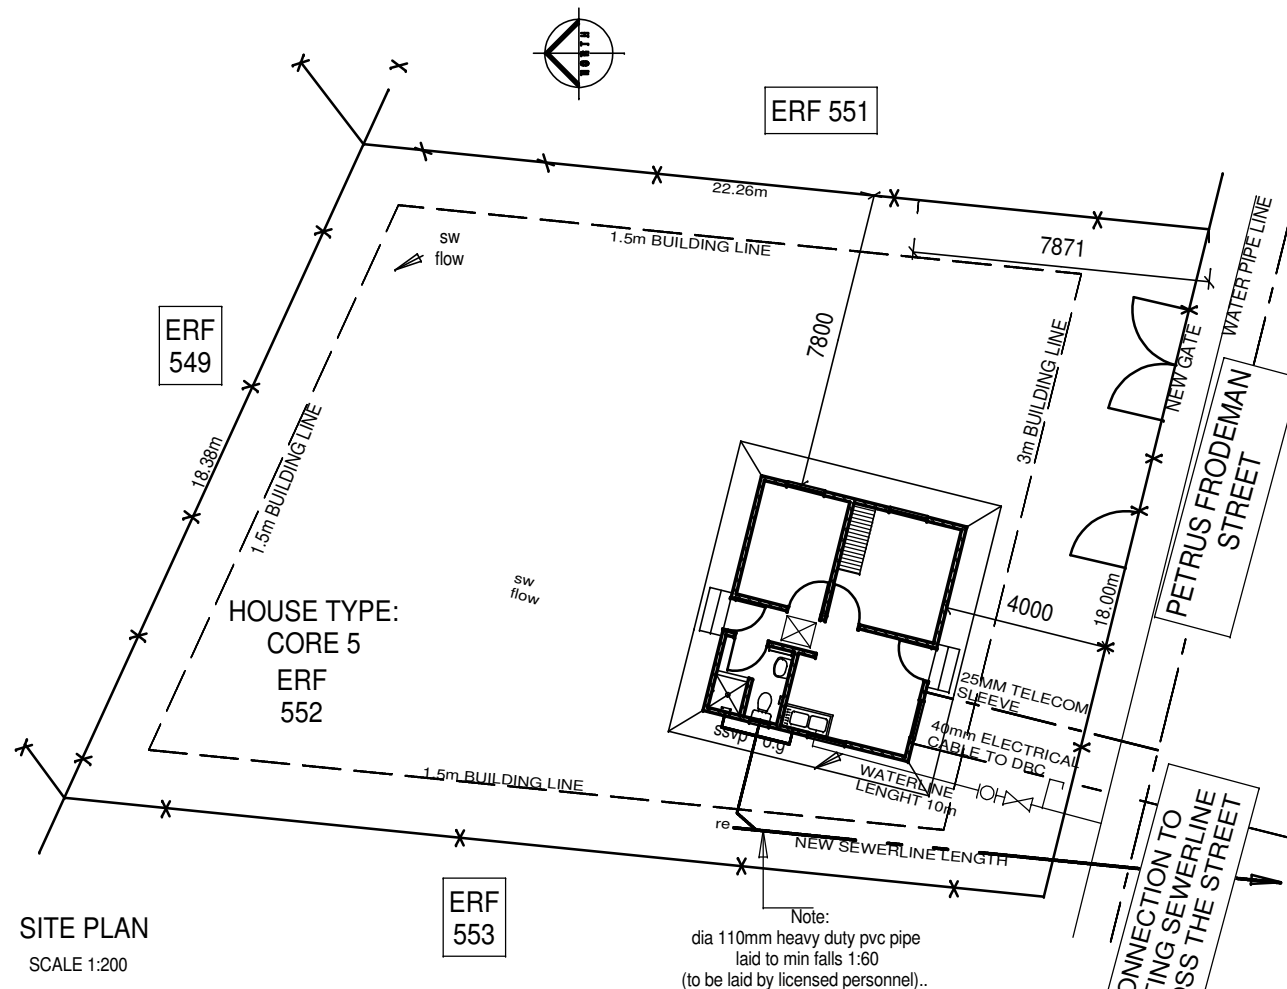 NORTH
ERF 551
22.26m
sw
flow
1.5m BUILDING LINE
7871
WATER PIPE LINE
ERF
549
7800
NEW GATE
3m BUILDING LINE
PETRUS FRODEMAN
STREET
18.38m
1.5m BUILDING LINE
sw
flow
HOUSE TYPE:
CORE 5
ERF
552
4000
18.00m
25MM TELECOM
SLEEVE
40mm ELECTRICAL
CABLE TO DBC
ssvp o.g
WATERLINE
LENGHT 10m
1.5m BUILDING LINE
re
NEW SEWERLINE LENGTH
ONNECTION TO
TING SEWERLINE
OSS THE STREET
ERF
553
SITE PLAN
SCALE 1:200
Note:
dia 110mm heavy duty pvc pipe
laid to min falls 1:60
(to be laid by licensed personnel)..